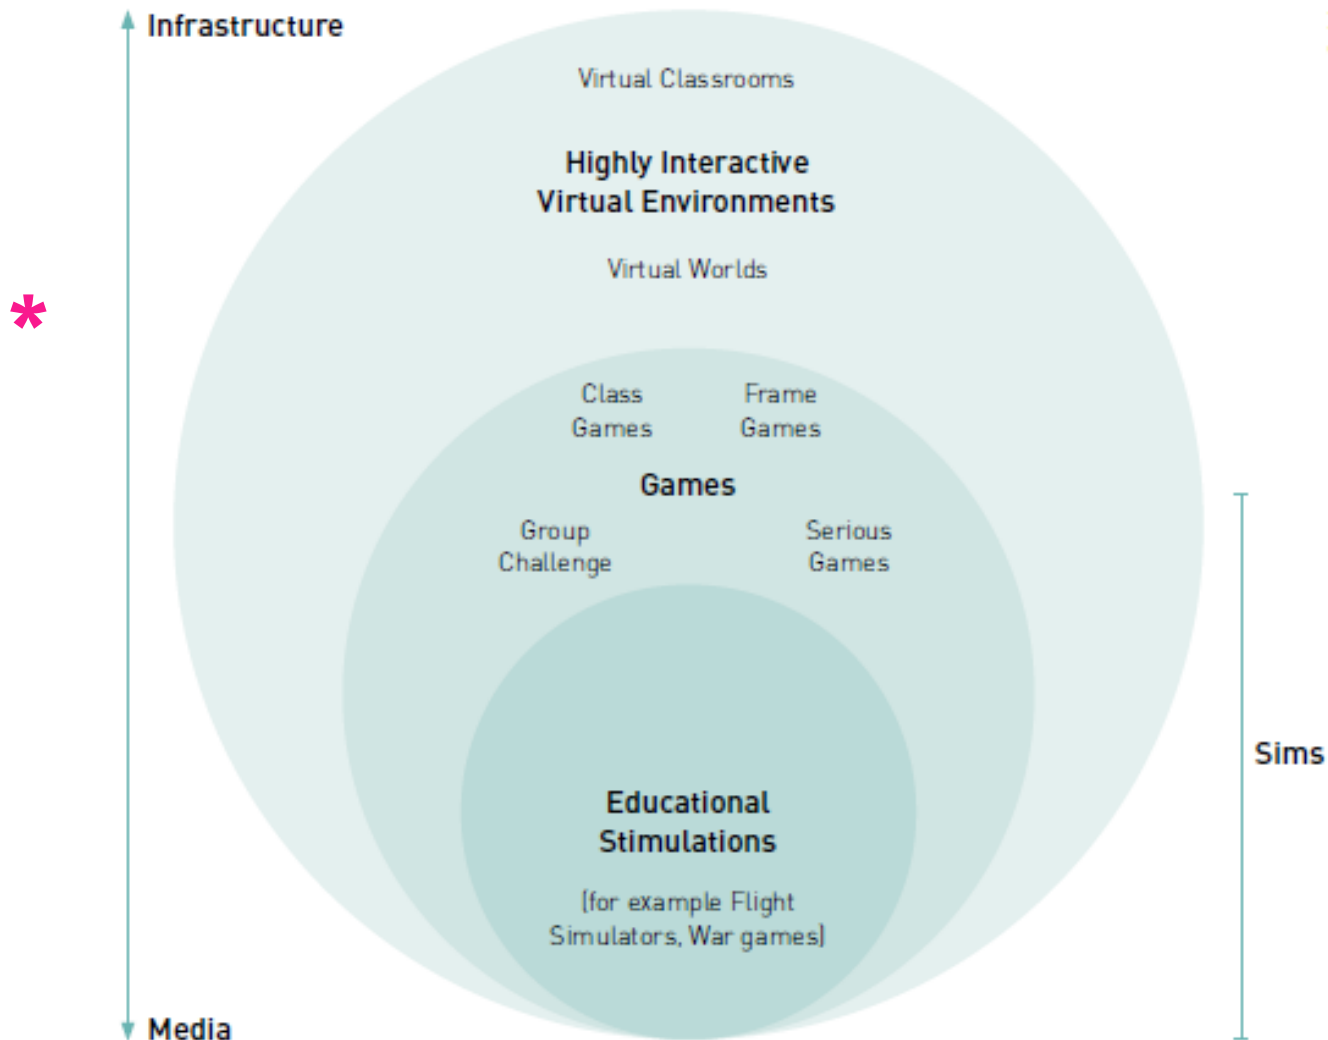 Infrastructure
Virtual Classrooms
Highly Interactive
Virtual Environments
Virtual Worlds
*
Class
Games
Frame
Games
Games
Group
Challenge
Serious
Games
Sims
Educational
Stimulations
(for example Flight
Simulators, War games)
Media